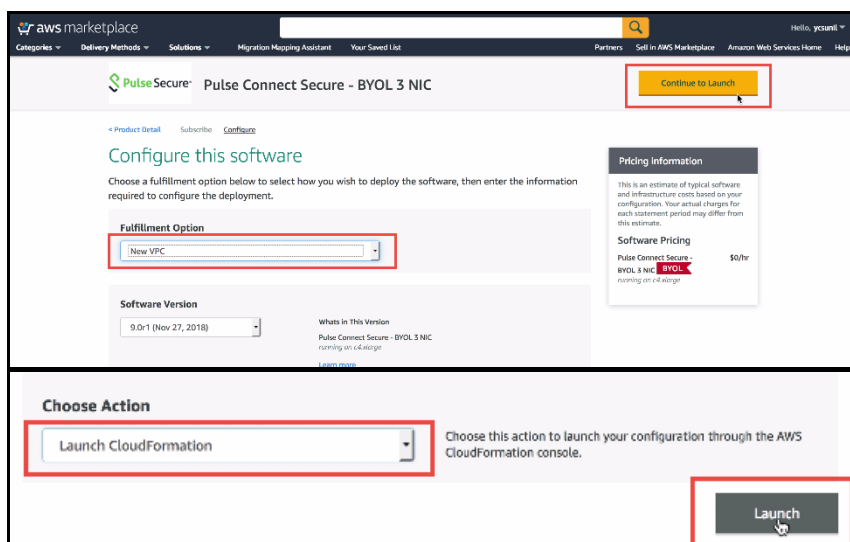 aws marketplace
Hello, ycsunil
Categories Delivery Methods Solutions Migration Mapping Assistant Your Saved List Partners Sell in AWS Marketplace Amazon Web Services Home Help
Pulse Secure Pulse Connect Secure - BYOL 3 NIC
Continue to Launch
< Product Detail Subscribe Configure
Configure this software
Choose a fulfillment option below to select how you wish to deploy the software, then enter the information
required to configure the deployment.
Fulfillment Option
New VPC
Software Version
9.0r1 (Nov 27, 2018)
Whats in This Version
Pulse Connect Secure - BYOL 3 NIC
running on c4.xlarge
Learn more
Pricing Information
This is an estimate of typical software
and infrastructure costs based on your
configuration. Your actual charges for
each statement period may differ from
this estimate.
Software Pricing
Pulse Connect Secure - $0/hr
BYOL 3 NIC BYOL
running on c4.xlarge
Choose Action
Launch CloudFormation
Choose this action to launch your configuration through the AWS
CloudFormation console.
Launch